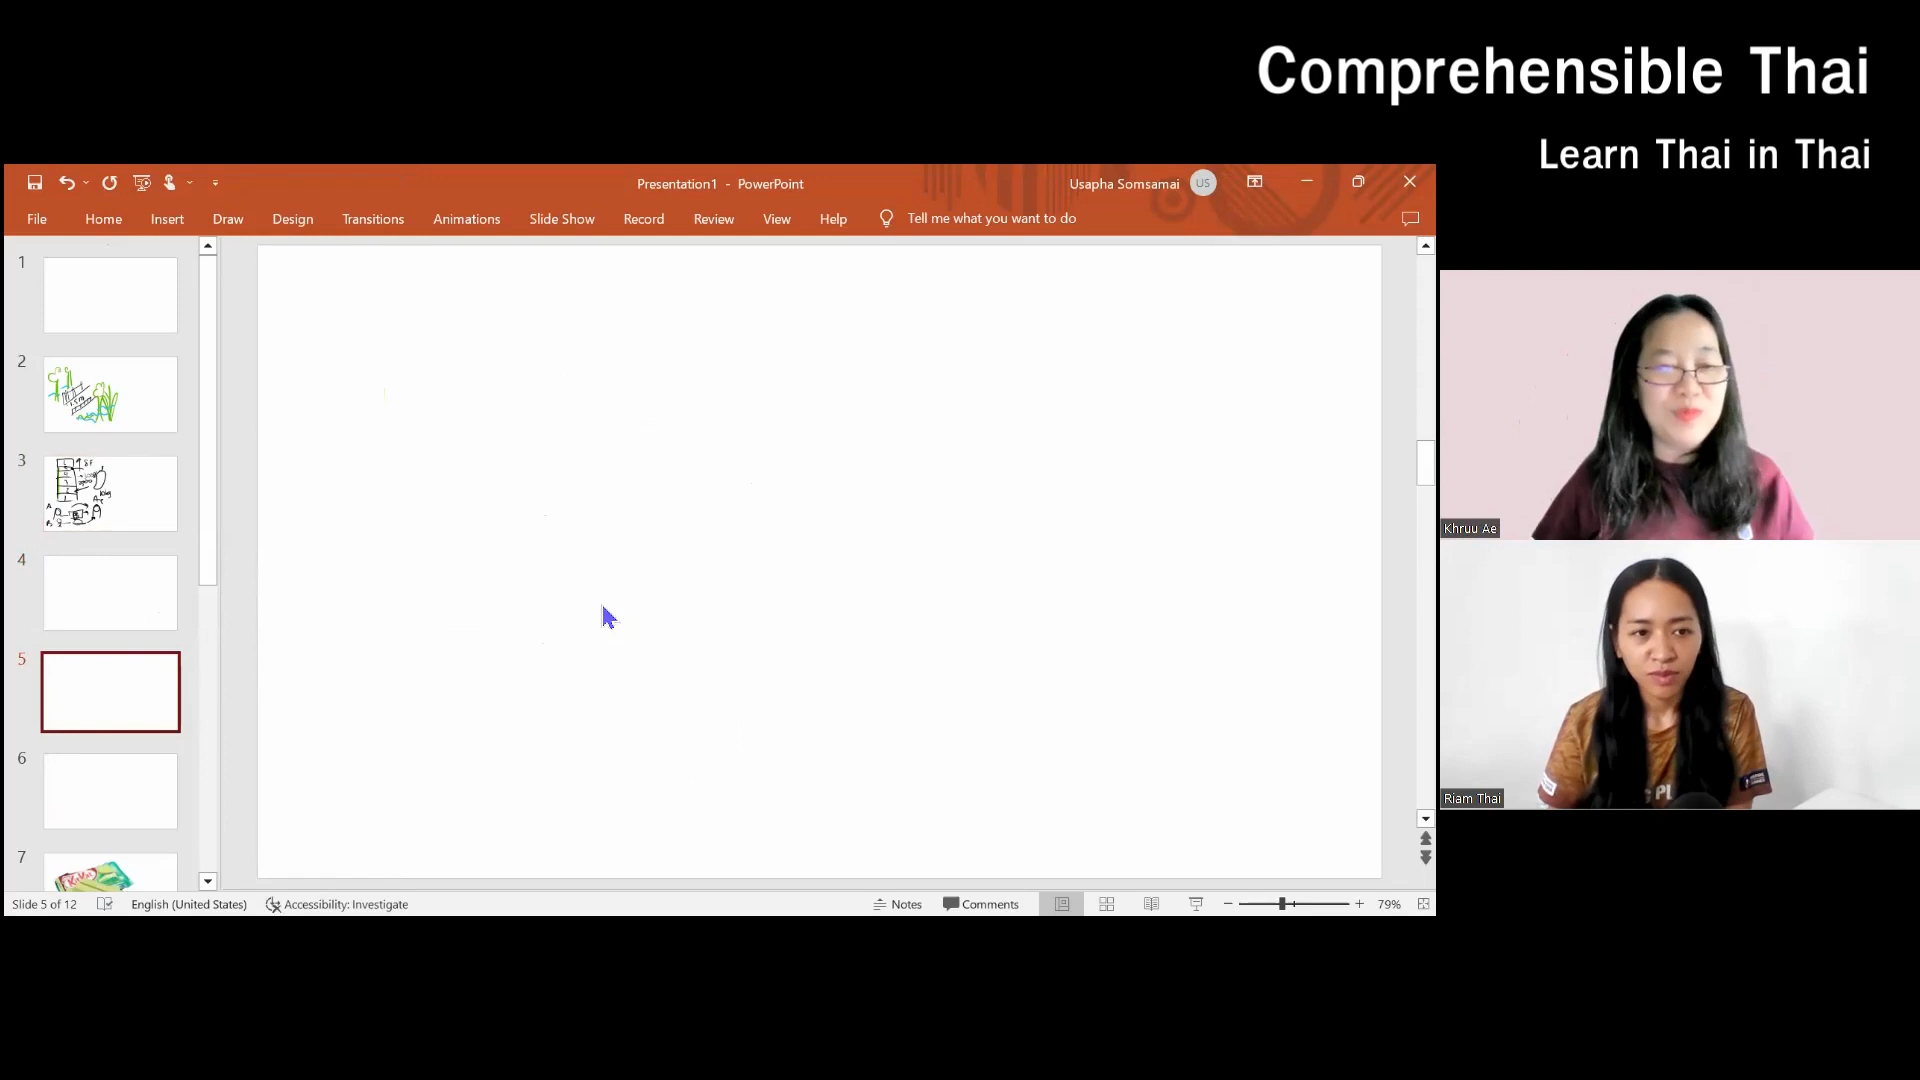 Comprehensible Thai
Learn Thai in Thai
Presentation1 - PowerPoint
Usapha Somsamai US
File Home Insert Draw Design Transitions Animations Slide Show Record Review View Help Tell me what you want to do
1
2
3
4
5
6
7
KitKat
Khruu Ae
Riam Thai
Slide 5 of 12 English (United States) Accessibility: Investigate Notes Comments 79%